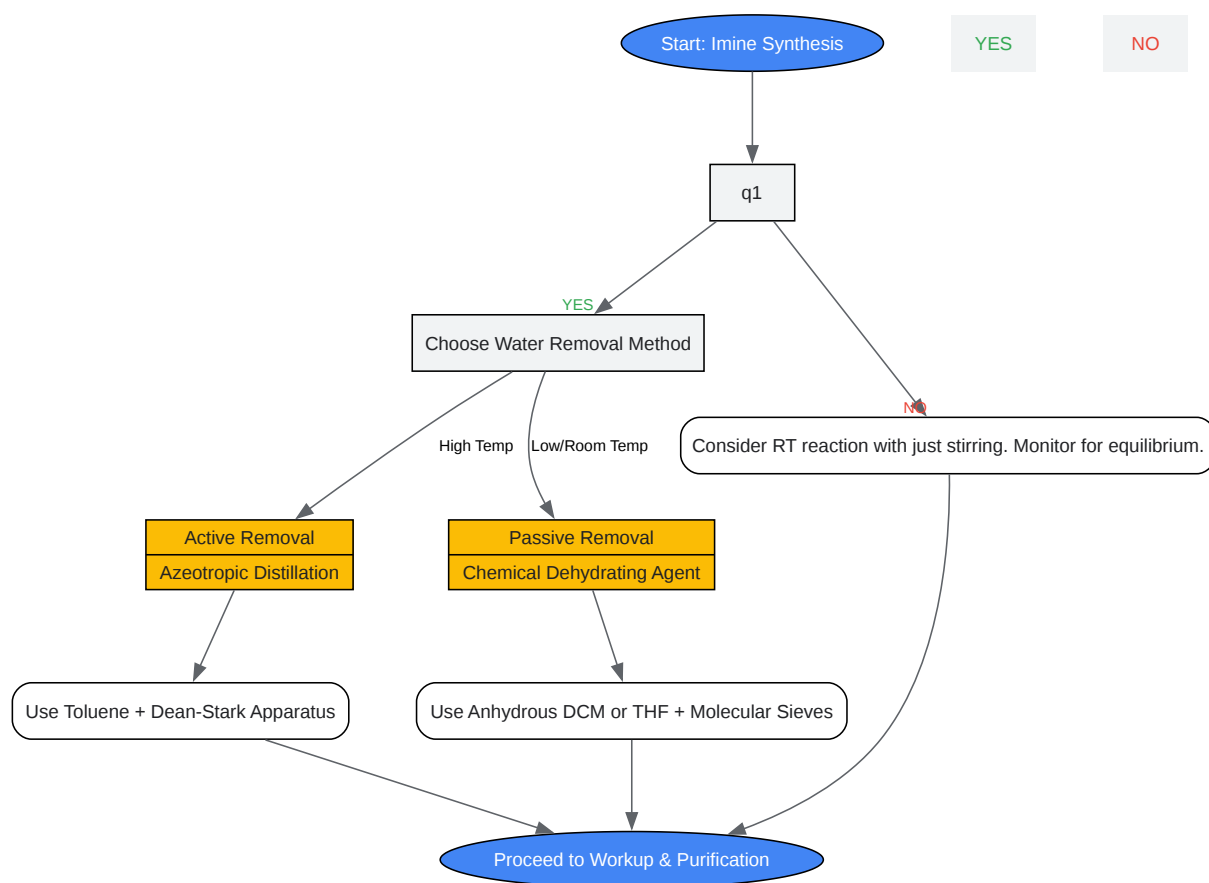 Start: Imine Synthesis
YES
NO
q1
YES
Choose Water Removal Method
NO
Consider RT reaction with just stirring. Monitor for equilibrium.
High Temp
Low/Room Temp
Active Removal
Azeotropic Distillation
Passive Removal
Chemical Dehydrating Agent
Use Toluene + Dean-Stark Apparatus
Use Anhydrous DCM or THF + Molecular Sieves
Proceed to Workup & Purification